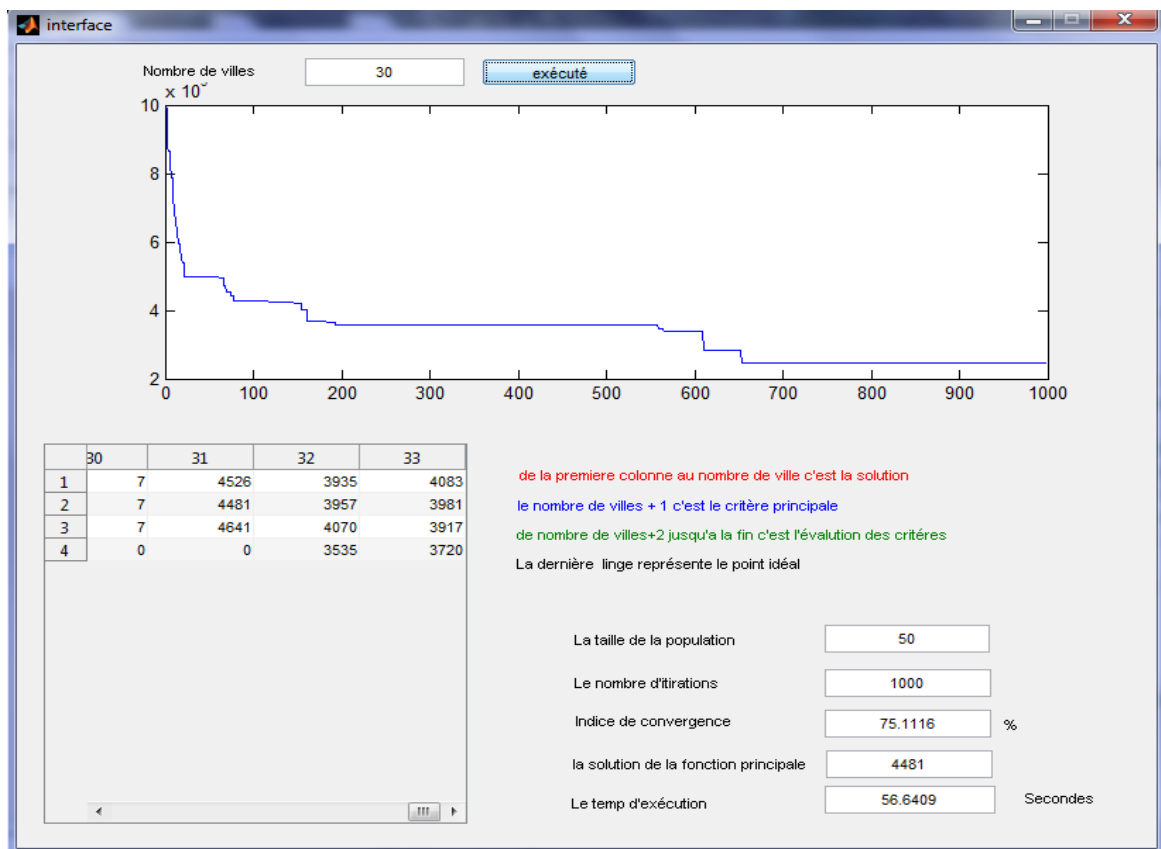 interface
Nombre de villes 30 exécuté
x 10
10
8
6
4
2
0 100 200 300 400 500 600 700 800 900 1000
30 31 32 33
1 7 4526 3935 4083
2 7 4481 3957 3981
3 7 4641 4070 3917
4 0 0 3535 3720
de la premiere colonne au nombre de ville c'est la solution
le nombre de villes + 1 c'est le critère principale
de nombre de villes+2 jusqu'a la fin c'est l'évalution des critéres
La dernière linge représente le point idéal
La taille de la population 50
Le nombre d'itirations 1000
Indice de convergence 75.1116 %
la solution de la fonction principale 4481
Le temp d'exécution 56.6409 Secondes